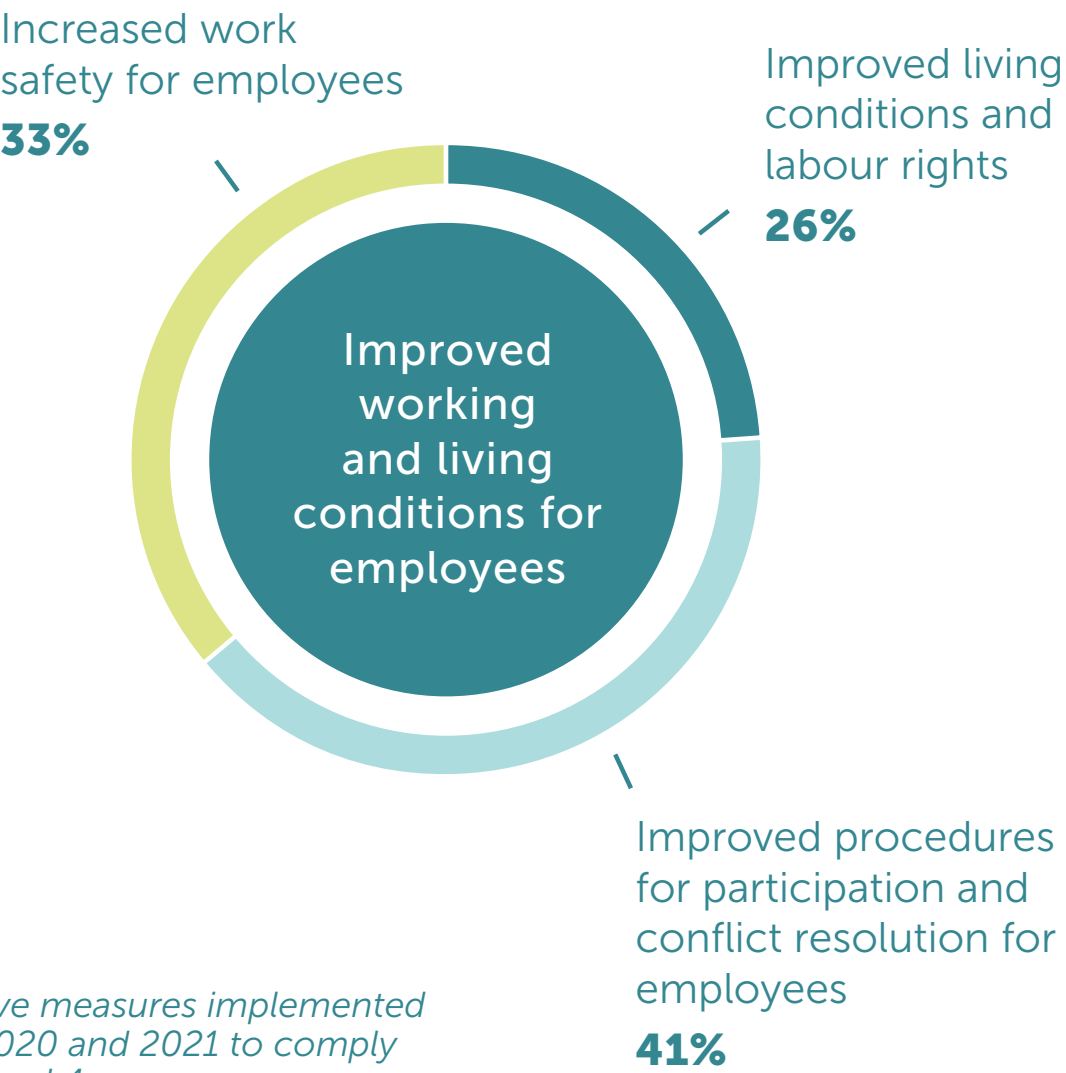 Increased work
safety for employees
33%
Improved living
conditions and
labour rights
26%
Improved
working
and living
conditions for
employees
Improved procedures
for participation and
conflict resolution for
employees
41%
measures implemented
and 2021 to comply